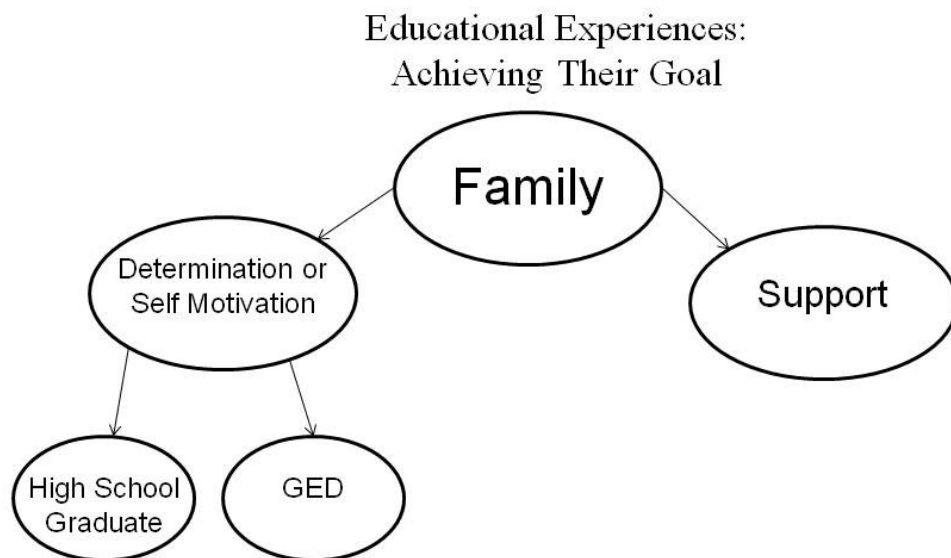 Educational Experiences:
Achieving Their Goal
Family
Determination or
Self Motivation
Support
High School
Graduate
GED